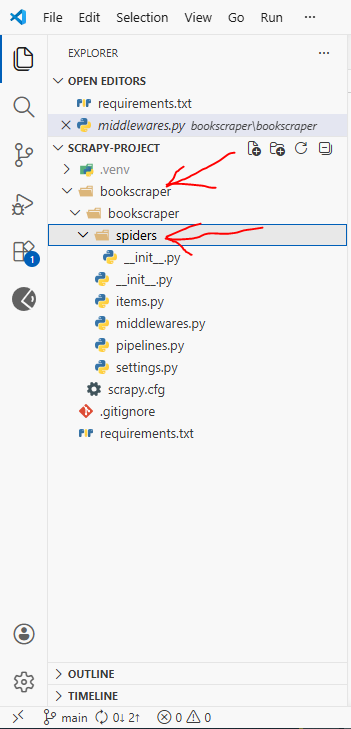 File Edit Selection View Go Run ···
EXPLORER ···
OPEN EDITORS
requirements.txt
middlewares.py bookscraper\bookscraper
SCRAPY-PROJECT
.venv
bookscraper
bookscraper
spiders
__init__.py
__init__.py
items.py
middlewares.py
pipelines.py
settings.py
scrapy.cfg
.gitignore
requirements.txt
1
OUTLINE
TIMELINE
main 0↓ 2↑ 0 0